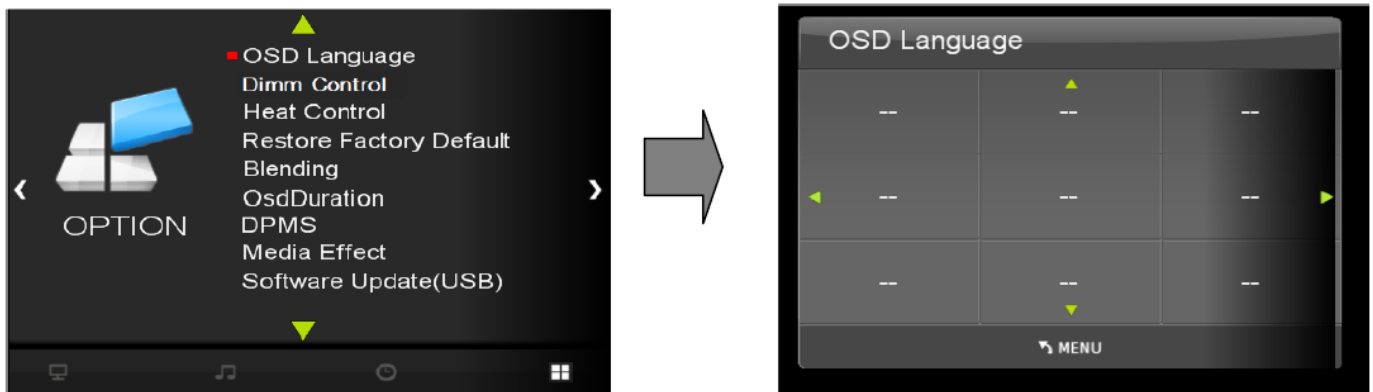 OSD Language
Dimm Control
Heat Control
Restore Factory Default
Blending
OsdDuration
DPMS
Media Effect
Software Update(USB)
OPTION
OSD Language
-- -- --
-- -- --
-- -- --
MENU